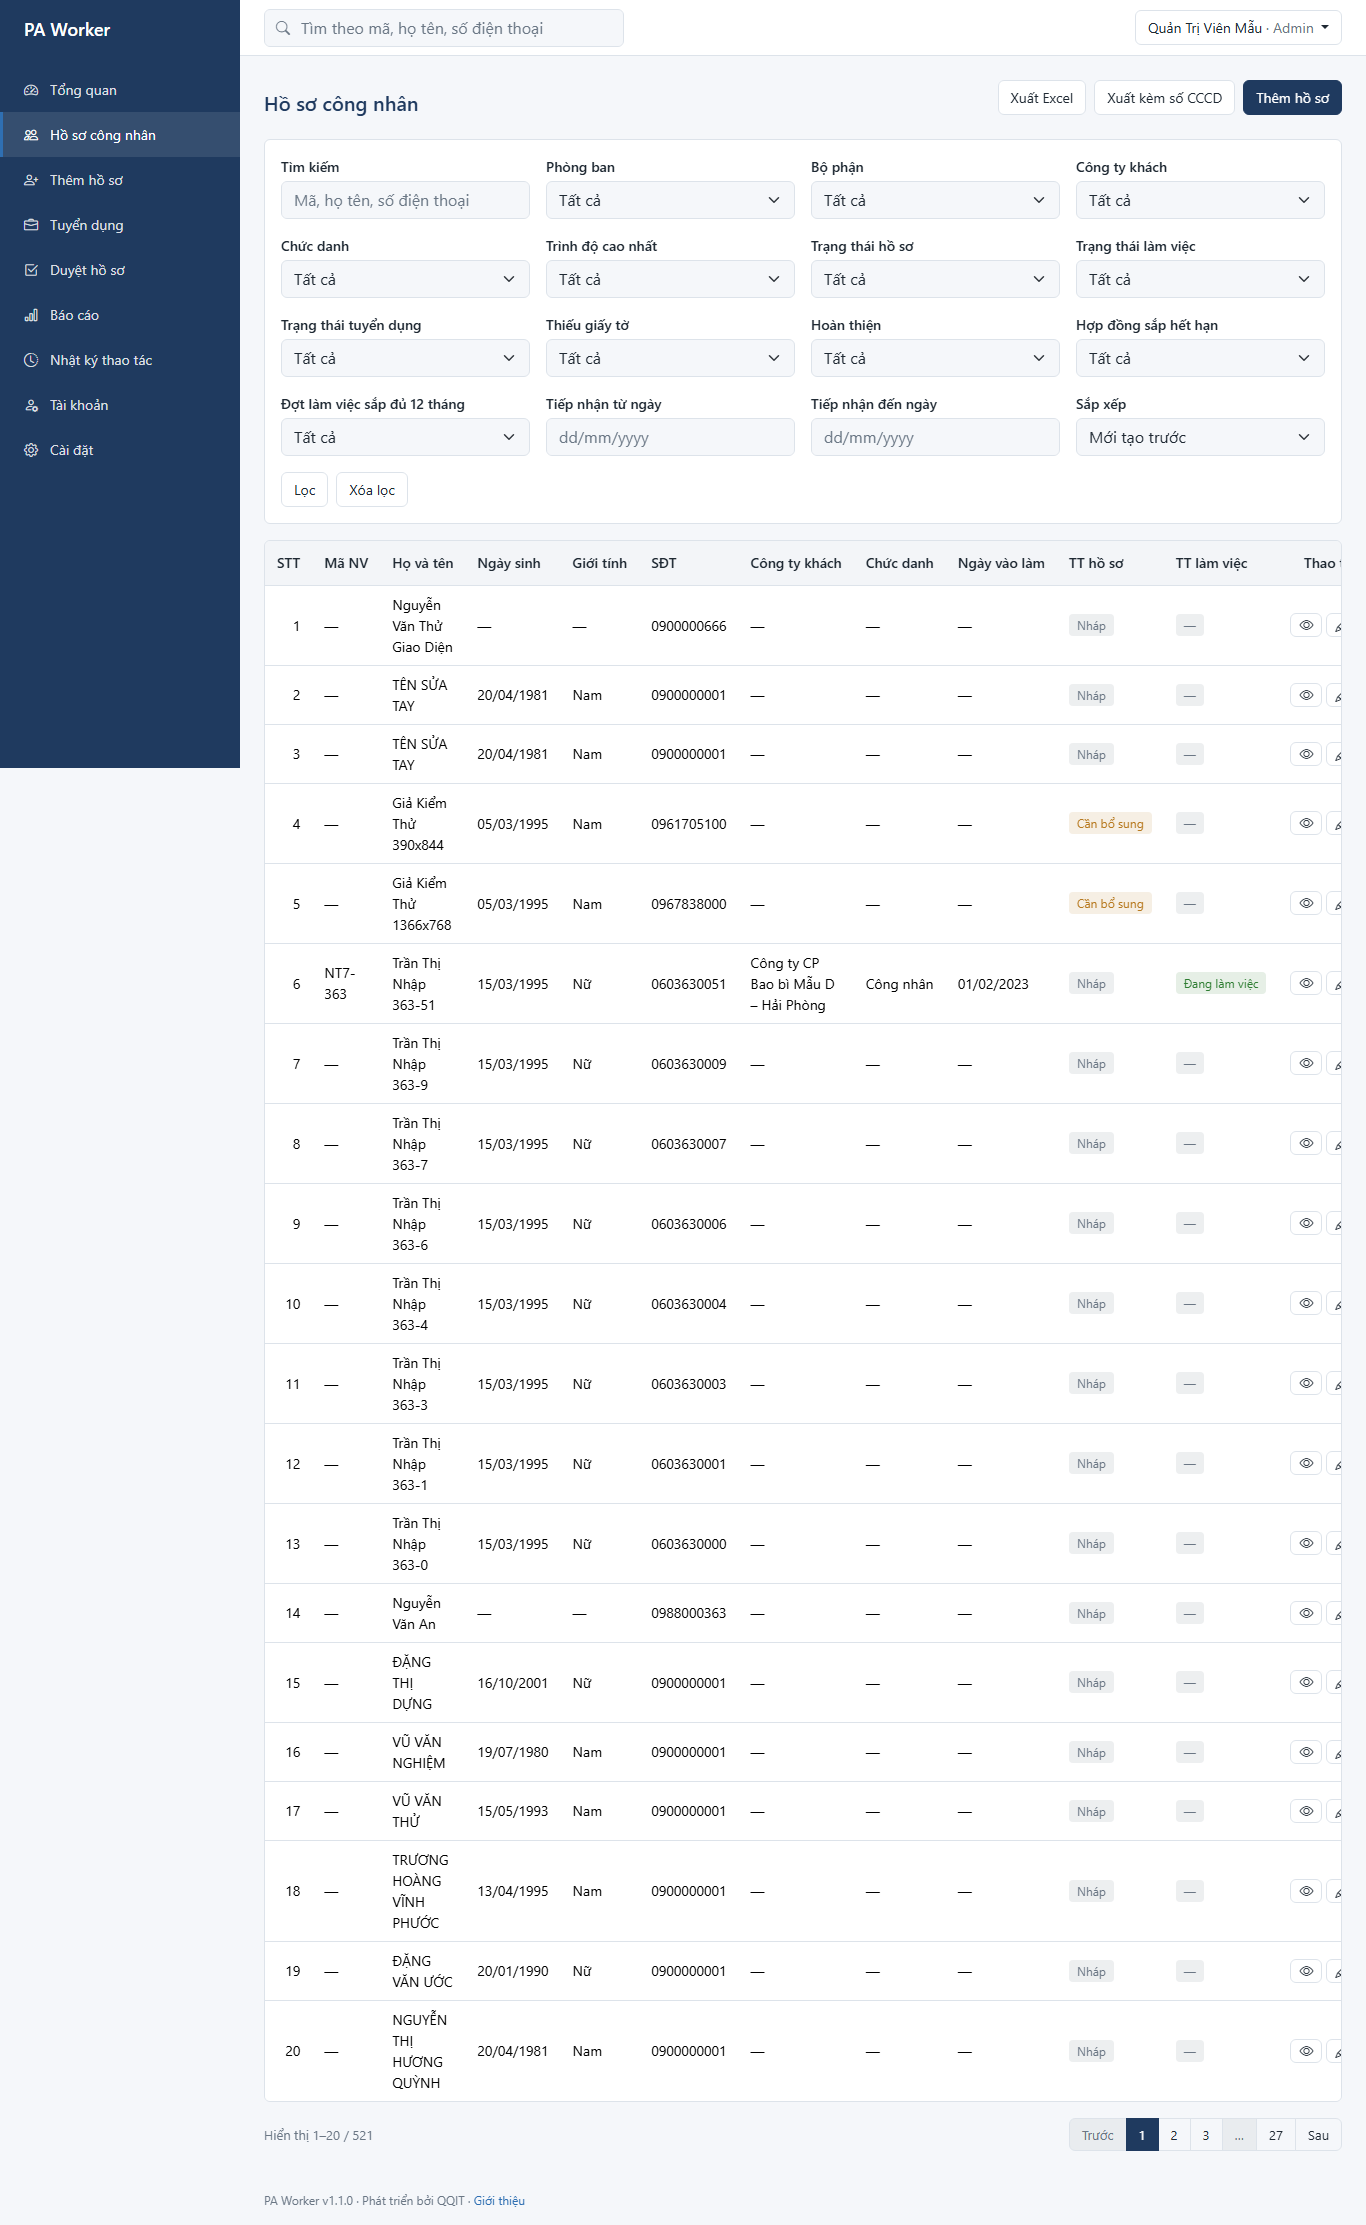 PA Worker
Tìm theo mã, họ tên, số điện thoại
Quản Trị Viên Mẫu · Admin
Tổng quan
Hồ sơ công nhân
Thêm hồ sơ
Tuyển dụng
Duyệt hồ sơ
Báo cáo
Nhật ký thao tác
Tài khoản
Cài đặt
Hồ sơ công nhân
Xuất Excel Xuất kèm số CCCD Thêm hồ sơ
Tìm kiếm Phòng ban Bộ phận Công ty khách
Mã, họ tên, số điện thoại Tất cả Tất cả Tất cả
Chức danh Trình độ cao nhất Trạng thái hồ sơ Trạng thái làm việc
Tất cả Tất cả Tất cả Tất cả
Trạng thái tuyển dụng Thiếu giấy tờ Hoàn thiện Hợp đồng sắp hết hạn
Tất cả Tất cả Tất cả Tất cả
Đợt làm việc sắp đủ 12 tháng Tiếp nhận từ ngày Tiếp nhận đến ngày Sắp xếp
Tất cả dd/mm/yyyy dd/mm/yyyy Mới tạo trước
Lọc Xóa lọc
STT Mã NV Họ và tên Ngày sinh Giới tính SĐT Công ty khách Chức danh Ngày vào làm TT hồ sơ TT làm việc Thao
1 — Nguyễn Văn Thử Giao Diện — — 0900000666 — — — Nháp —
2 — TÊN SỬA TAY 20/04/1981 Nam 0900000001 — — — Nháp —
3 — TÊN SỬA TAY 20/04/1981 Nam 0900000001 — — — Nháp —
4 — Giả Kiểm Thử 390x844 05/03/1995 Nam 0961705100 — — — Cần bổ sung —
5 — Giả Kiểm Thử 1366x768 05/03/1995 Nam 0967838000 — — — Cần bổ sung —
6 NT7-363 Trần Thị Nhập 363-51 15/03/1995 Nữ 0603630051 Công ty CP Bao bì Mẫu D – Hải Phòng Công nhân 01/02/2023 Nháp Đang làm việc
7 — Trần Thị Nhập 363-9 15/03/1995 Nữ 0603630009 — — — Nháp —
8 — Trần Thị Nhập 363-7 15/03/1995 Nữ 0603630007 — — — Nháp —
9 — Trần Thị Nhập 363-6 15/03/1995 Nữ 0603630006 — — — Nháp —
10 — Trần Thị Nhập 363-4 15/03/1995 Nữ 0603630004 — — — Nháp —
11 — Trần Thị Nhập 363-3 15/03/1995 Nữ 0603630003 — — — Nháp —
12 — Trần Thị Nhập 363-1 15/03/1995 Nữ 0603630001 — — — Nháp —
13 — Trần Thị Nhập 363-0 15/03/1995 Nữ 0603630000 — — — Nháp —
14 — Nguyễn Văn An — — 0988000363 — — — Nháp —
15 — ĐẶNG THỊ DỰNG 16/10/2001 Nữ 0900000001 — — — Nháp —
16 — VŨ VĂN NGHIỆM 19/07/1980 Nam 0900000001 — — — Nháp —
17 — VŨ VĂN THỬ 15/05/1993 Nam 0900000001 — — — Nháp —
18 — TRƯƠNG HOÀNG VĨNH PHƯỚC 13/04/1995 Nam 0900000001 — — — Nháp —
19 — ĐẶNG VĂN ƯỚC 20/01/1990 Nữ 0900000001 — — — Nháp —
20 — NGUYỄN THỊ HƯƠNG QUỲNH 20/04/1981 Nam 0900000001 — — — Nháp —
Hiển thị 1–20 / 521
Trước 1 2 3 ... 27 Sau
PA Worker v1.1.0 · Phát triển bởi QQIT · Giới thiệu